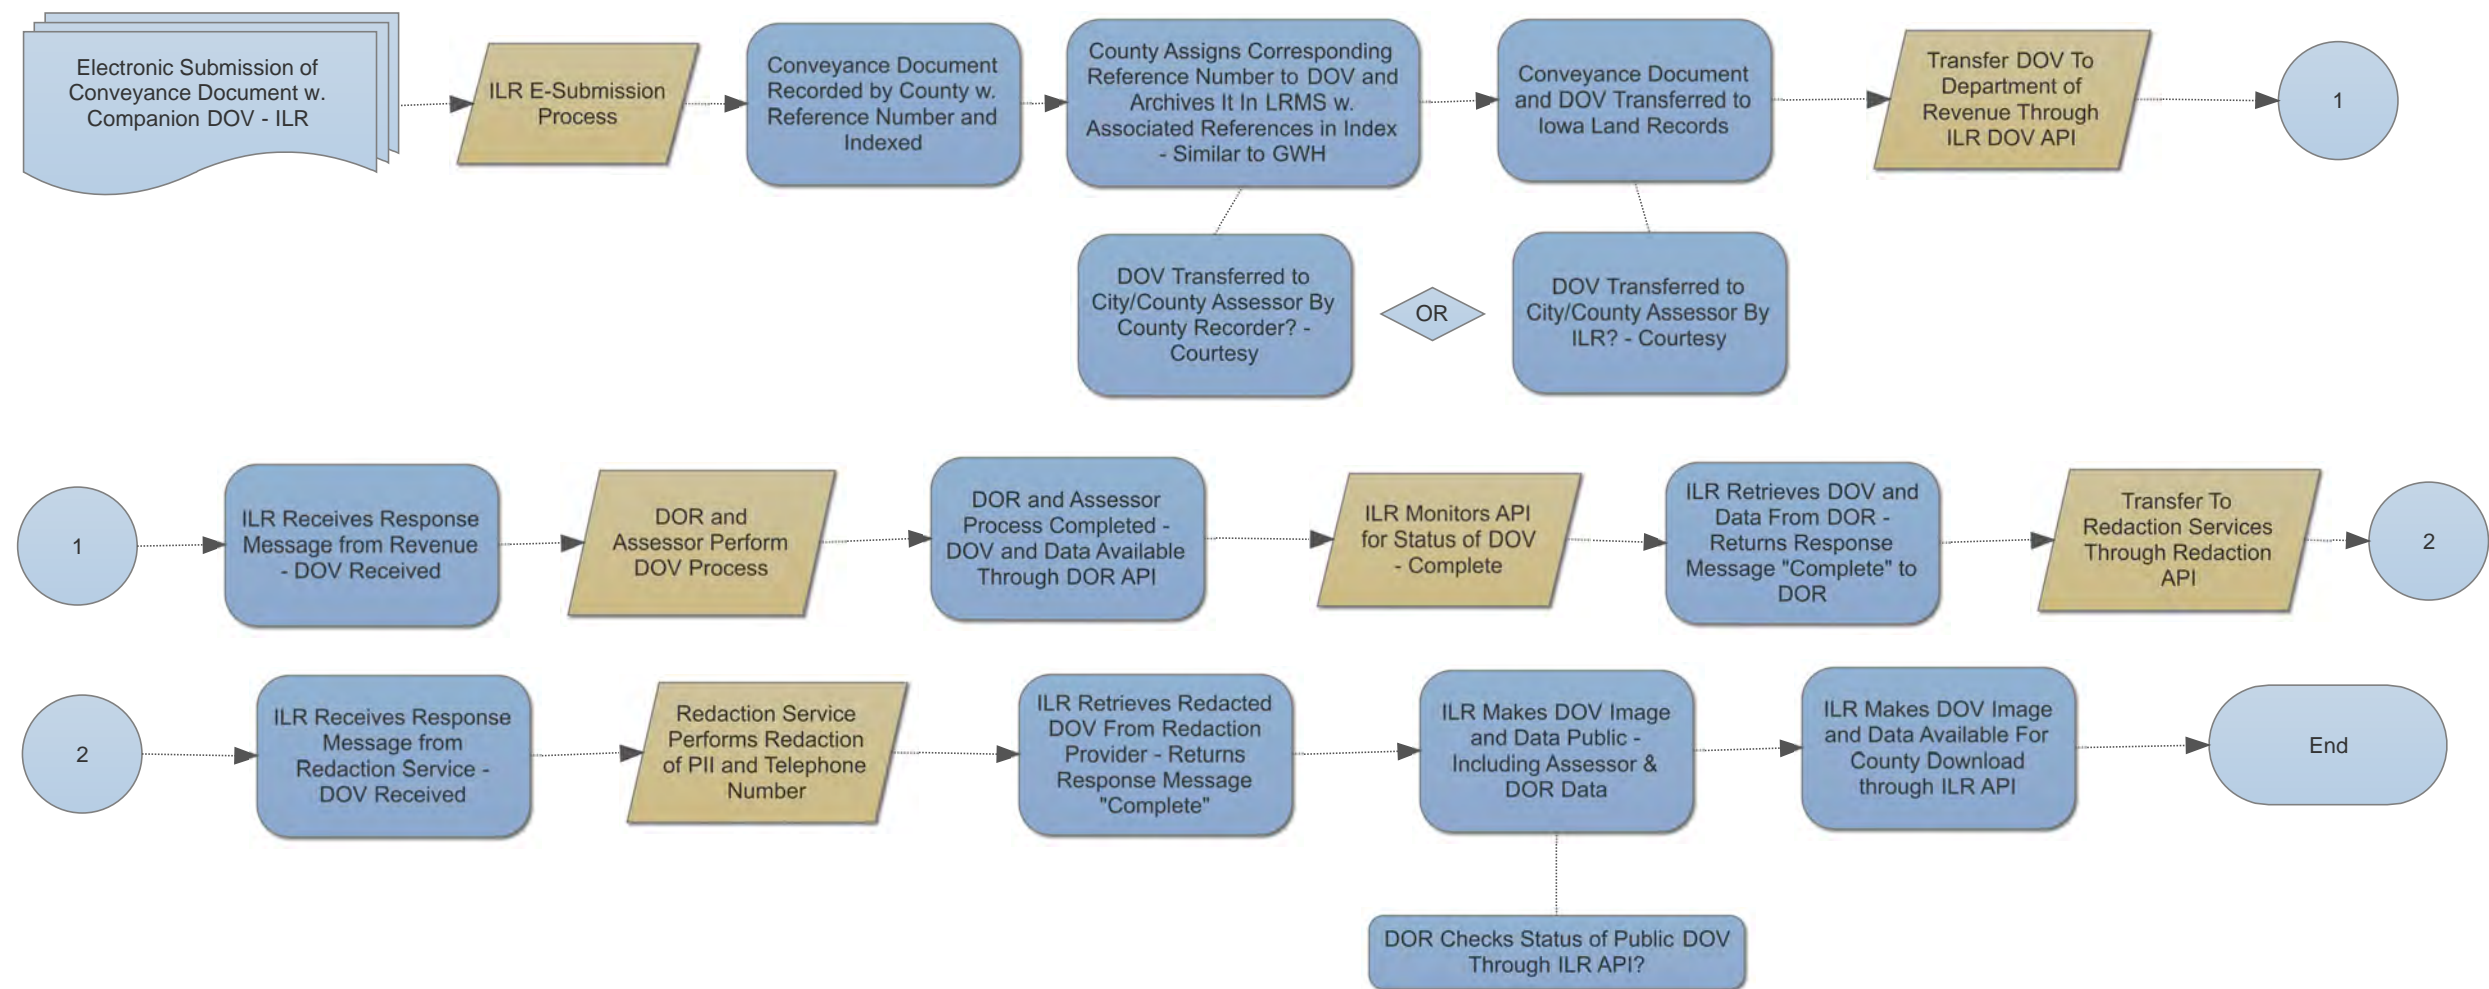 Electronic Submission of
Conveyance Document w.
Companion DOV - ILR
ILR E-Submission
Process
Conveyance Document
Recorded by County w.
Reference Number and
Indexed
County Assigns Corresponding
Reference Number to DOV and
Archives It In LRMS w.
Associated References in Index
- Similar to GWH
Conveyance Document
and DOV Transferred to
Iowa Land Records
Transfer DOV To
Department of
Revenue Through
ILR DOV API
1
DOV Transferred to
City/County Assessor By
County Recorder? -
Courtesy
OR
DOV Transferred to
City/County Assessor By
ILR? - Courtesy
1
ILR Receives Response
Message from Revenue
- DOV Received
DOR and
Assessor Perform
DOV Process
DOR and Assessor
Process Completed -
DOV and Data Available
Through DOR API
ILR Monitors API
for Status of DOV
- Complete
ILR Retrieves DOV and
Data From DOR -
Returns Response
Message "Complete" to
DOR
Transfer To
Redaction Services
Through Redaction
API
2
2
ILR Receives Response
Message from
Redaction Service -
DOV Received
Redaction Service
Performs Redaction
of PII and Telephone
Number
ILR Retrieves Redacted
DOV From Redaction
Provider - Returns
Response Message
"Complete"
ILR Makes DOV Image
and Data Public -
Including Assessor &
DOR Data
ILR Makes DOV Image
and Data Available For
County Download
through ILR API
End
DOR Checks Status of Public DOV
Through ILR API?